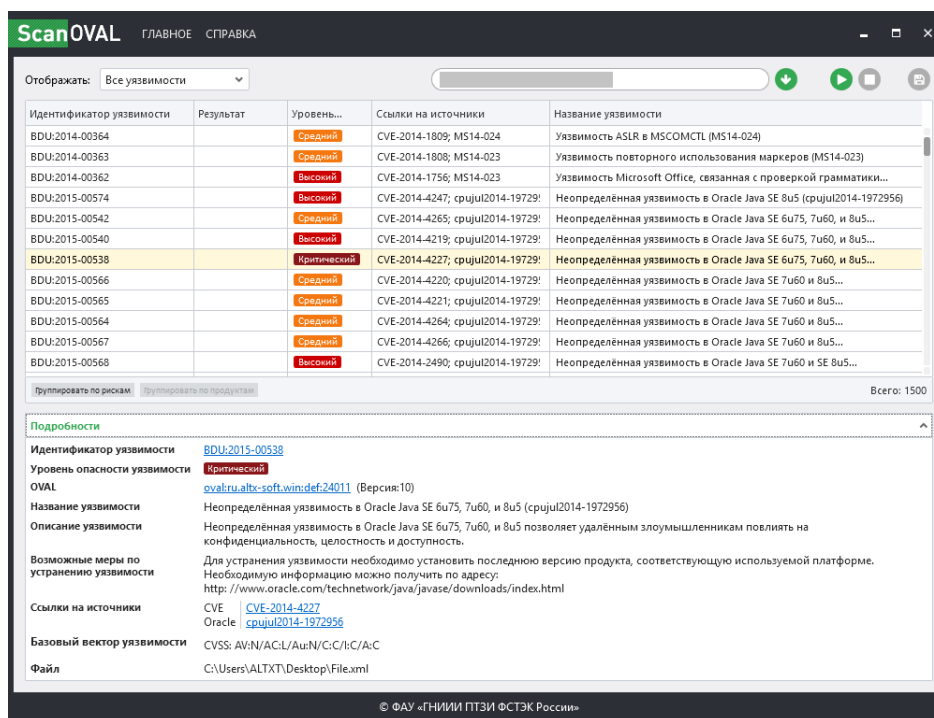 ScanOVAL ГЛАВНОЕ СПРАВКА
Отображать: Все уязвимости
Идентификатор уязвимости Результат Уровень... Ссылки на источники Название уязвимости
BDU:2014-00364 Средний CVE-2014-1809; MS14-024 Уязвимость ASLR в MSCOMCTL (MS14-024)
BDU:2014-00363 Средний CVE-2014-1808; MS14-023 Уязвимость повторного использования маркеров (MS14-023)
BDU:2014-00362 Высокий CVE-2014-1756; MS14-023 Уязвимость Microsoft Office, связанная с проверкой грамматики...
BDU:2015-00574 Высокий CVE-2014-4247; cpujul2014-19729 Неопределённая уязвимость в Oracle Java SE 8u5 (cpujul2014-1972956)
BDU:2015-00542 Средний CVE-2014-4265; cpujul2014-19729 Неопределённая уязвимость в Oracle Java SE 6u75, 7u60, и 8u5...
BDU:2015-00540 Высокий CVE-2014-4219; cpujul2014-19729 Неопределённая уязвимость в Oracle Java SE 6u75, 7u60, и 8u5...
BDU:2015-00538 Критический CVE-2014-4227; cpujul2014-19729 Неопределённая уязвимость в Oracle Java SE 6u75, 7u60, и 8u5...
BDU:2015-00566 Средний CVE-2014-4220; cpujul2014-19729 Неопределённая уязвимость в Oracle Java SE 7u60 и 8u5...
BDU:2015-00565 Средний CVE-2014-4221; cpujul2014-19729 Неопределённая уязвимость в Oracle Java SE 7u60 и 8u5...
BDU:2015-00564 Средний CVE-2014-4264; cpujul2014-19729 Неопределённая уязвимость в Oracle Java SE 7u60 и 8u5...
BDU:2015-00567 Средний CVE-2014-4266; cpujul2014-19729 Неопределённая уязвимость в Oracle Java SE 7u60 и 8u5...
BDU:2015-00568 Высокий CVE-2014-2490; cpujul2014-19729 Неопределённая уязвимость в Oracle Java SE 7u60 и SE 8u5...
Группировать по рискам Группировать по продуктам Всего: 1500
Подробности
Идентификатор уязвимости BDU:2015-00538
Уровень опасности уязвимости Критический
OVAL oval:ru.altx-soft.win:def:24011 (Версия:10)
Название уязвимости Неопределённая уязвимость в Oracle Java SE 6u75, 7u60, и 8u5 (cpujul2014-1972956)
Описание уязвимости Неопределённая уязвимость в Oracle Java SE 6u75, 7u60, и 8u5 позволяет удалённым злоумышленникам повлиять на
конфиденциальность, целостность и доступность.
Возможные меры по Для устранения уязвимости необходимо установить последнюю версию продукта, соответствующую используемой платформе.
устранению уязвимости Необходимую информацию можно получить по адресу:
http: //www.oracle.com/technetwork/java/javase/downloads/index.html
Ссылки на источники CVE CVE-2014-4227
Oracle cpujul2014-1972956
Базовый вектор уязвимости CVSS: AV:N/AC:L/Au:N/C:C/I:C/A:C
Файл C:\Users\ALTXT\Desktop\File.xml
© ФАУ «ГНИИИ ПТЗИ ФСТЭК России»